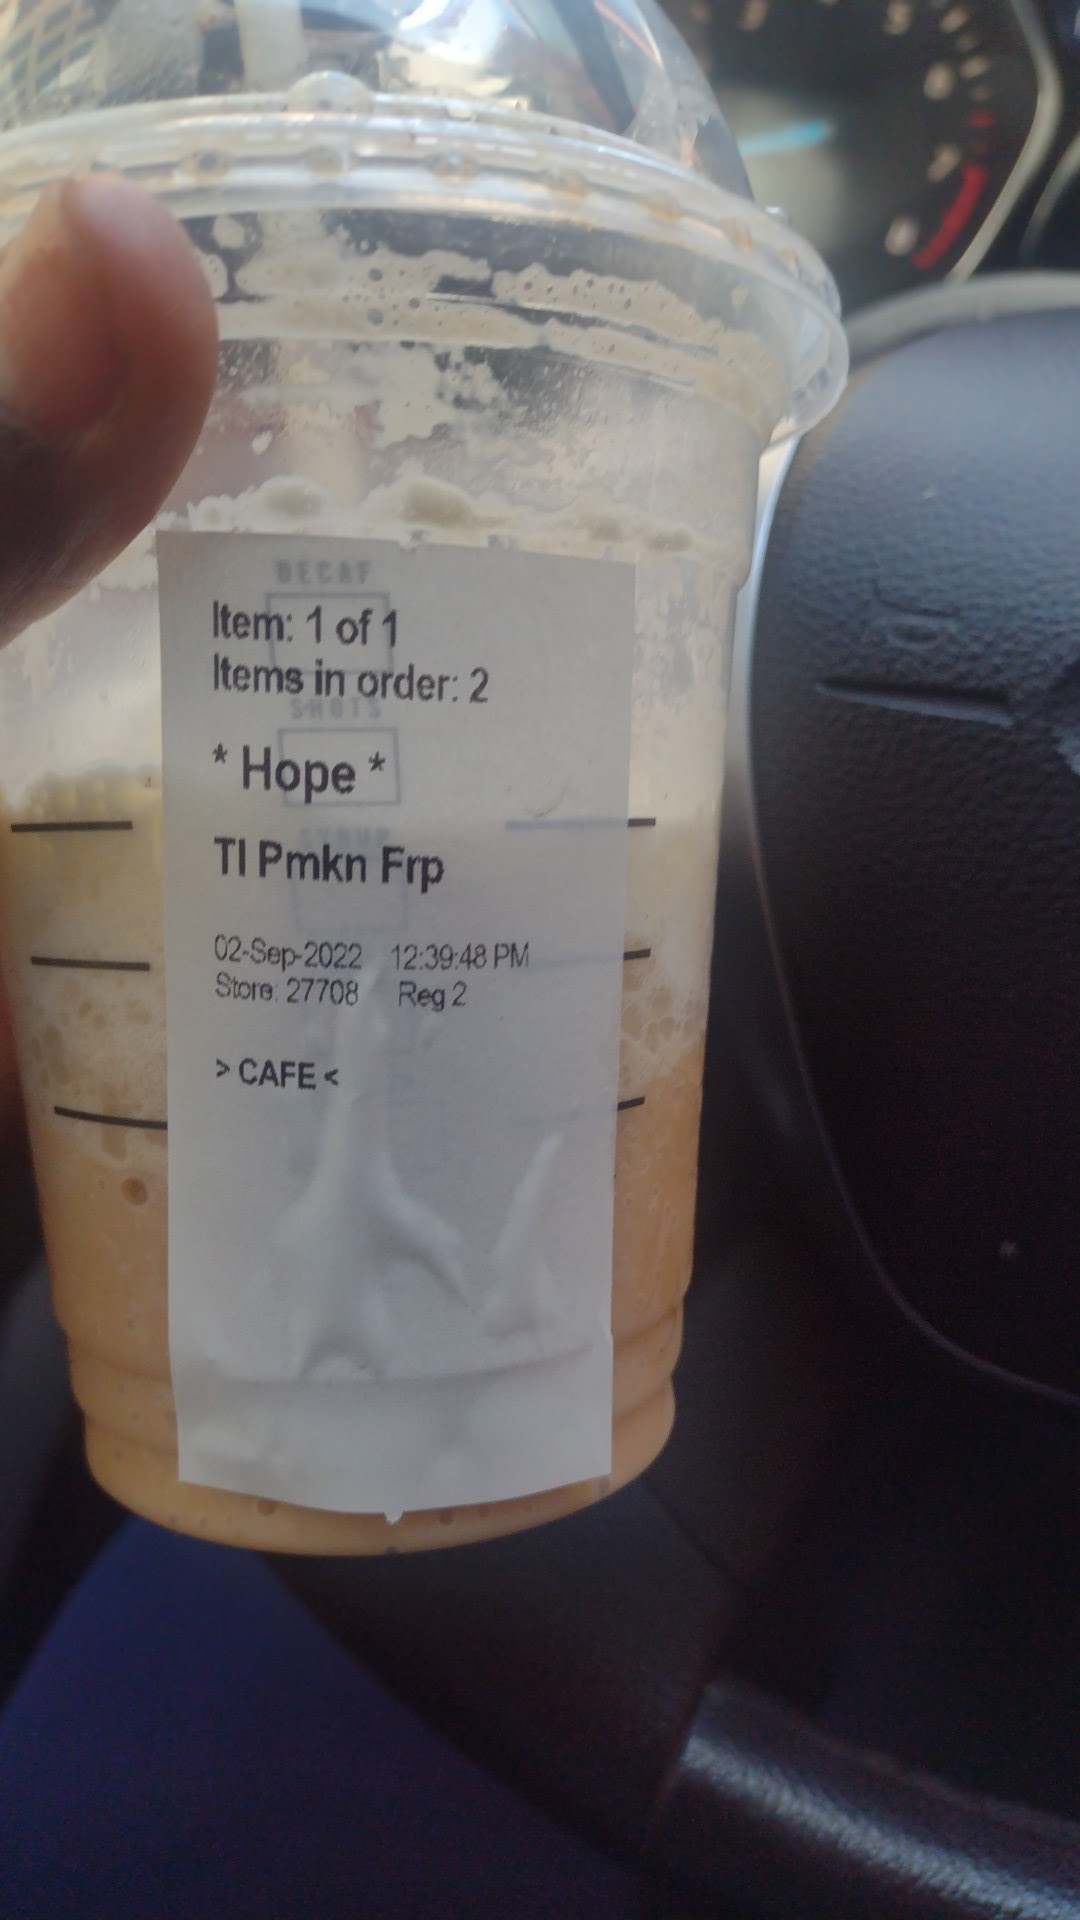 DECAF
Item: 1 of 1
Items in order: 2
SHOTS
* Hope *
SYRUP
Tl Pmkn Frp
02-Sep-2022 12:39:48 PM
Store: 27708 Reg 2
> CAFE <